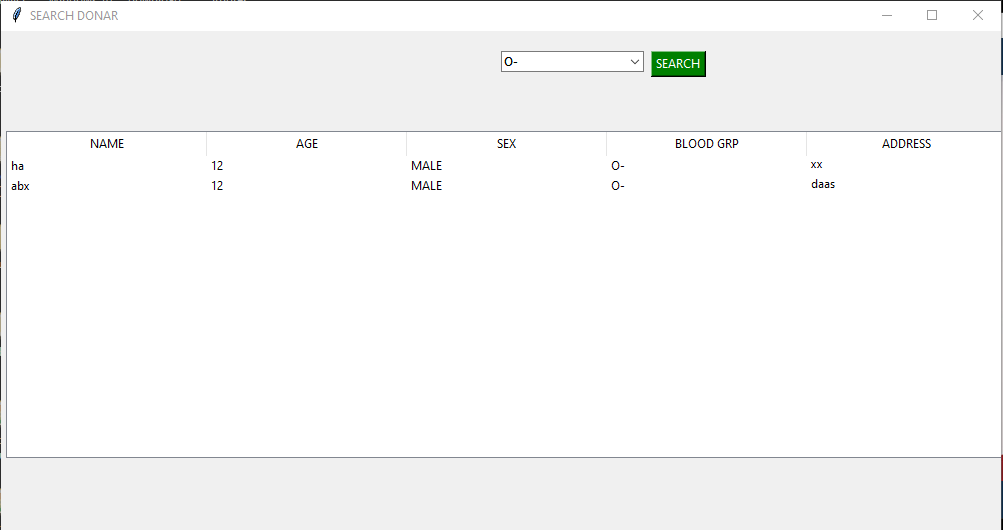 SEARCH DONAR
O- SEARCH
NAME AGE SEX BLOOD GRP ADDRESS
ha 12 MALE O- xx
abx 12 MALE O- daas